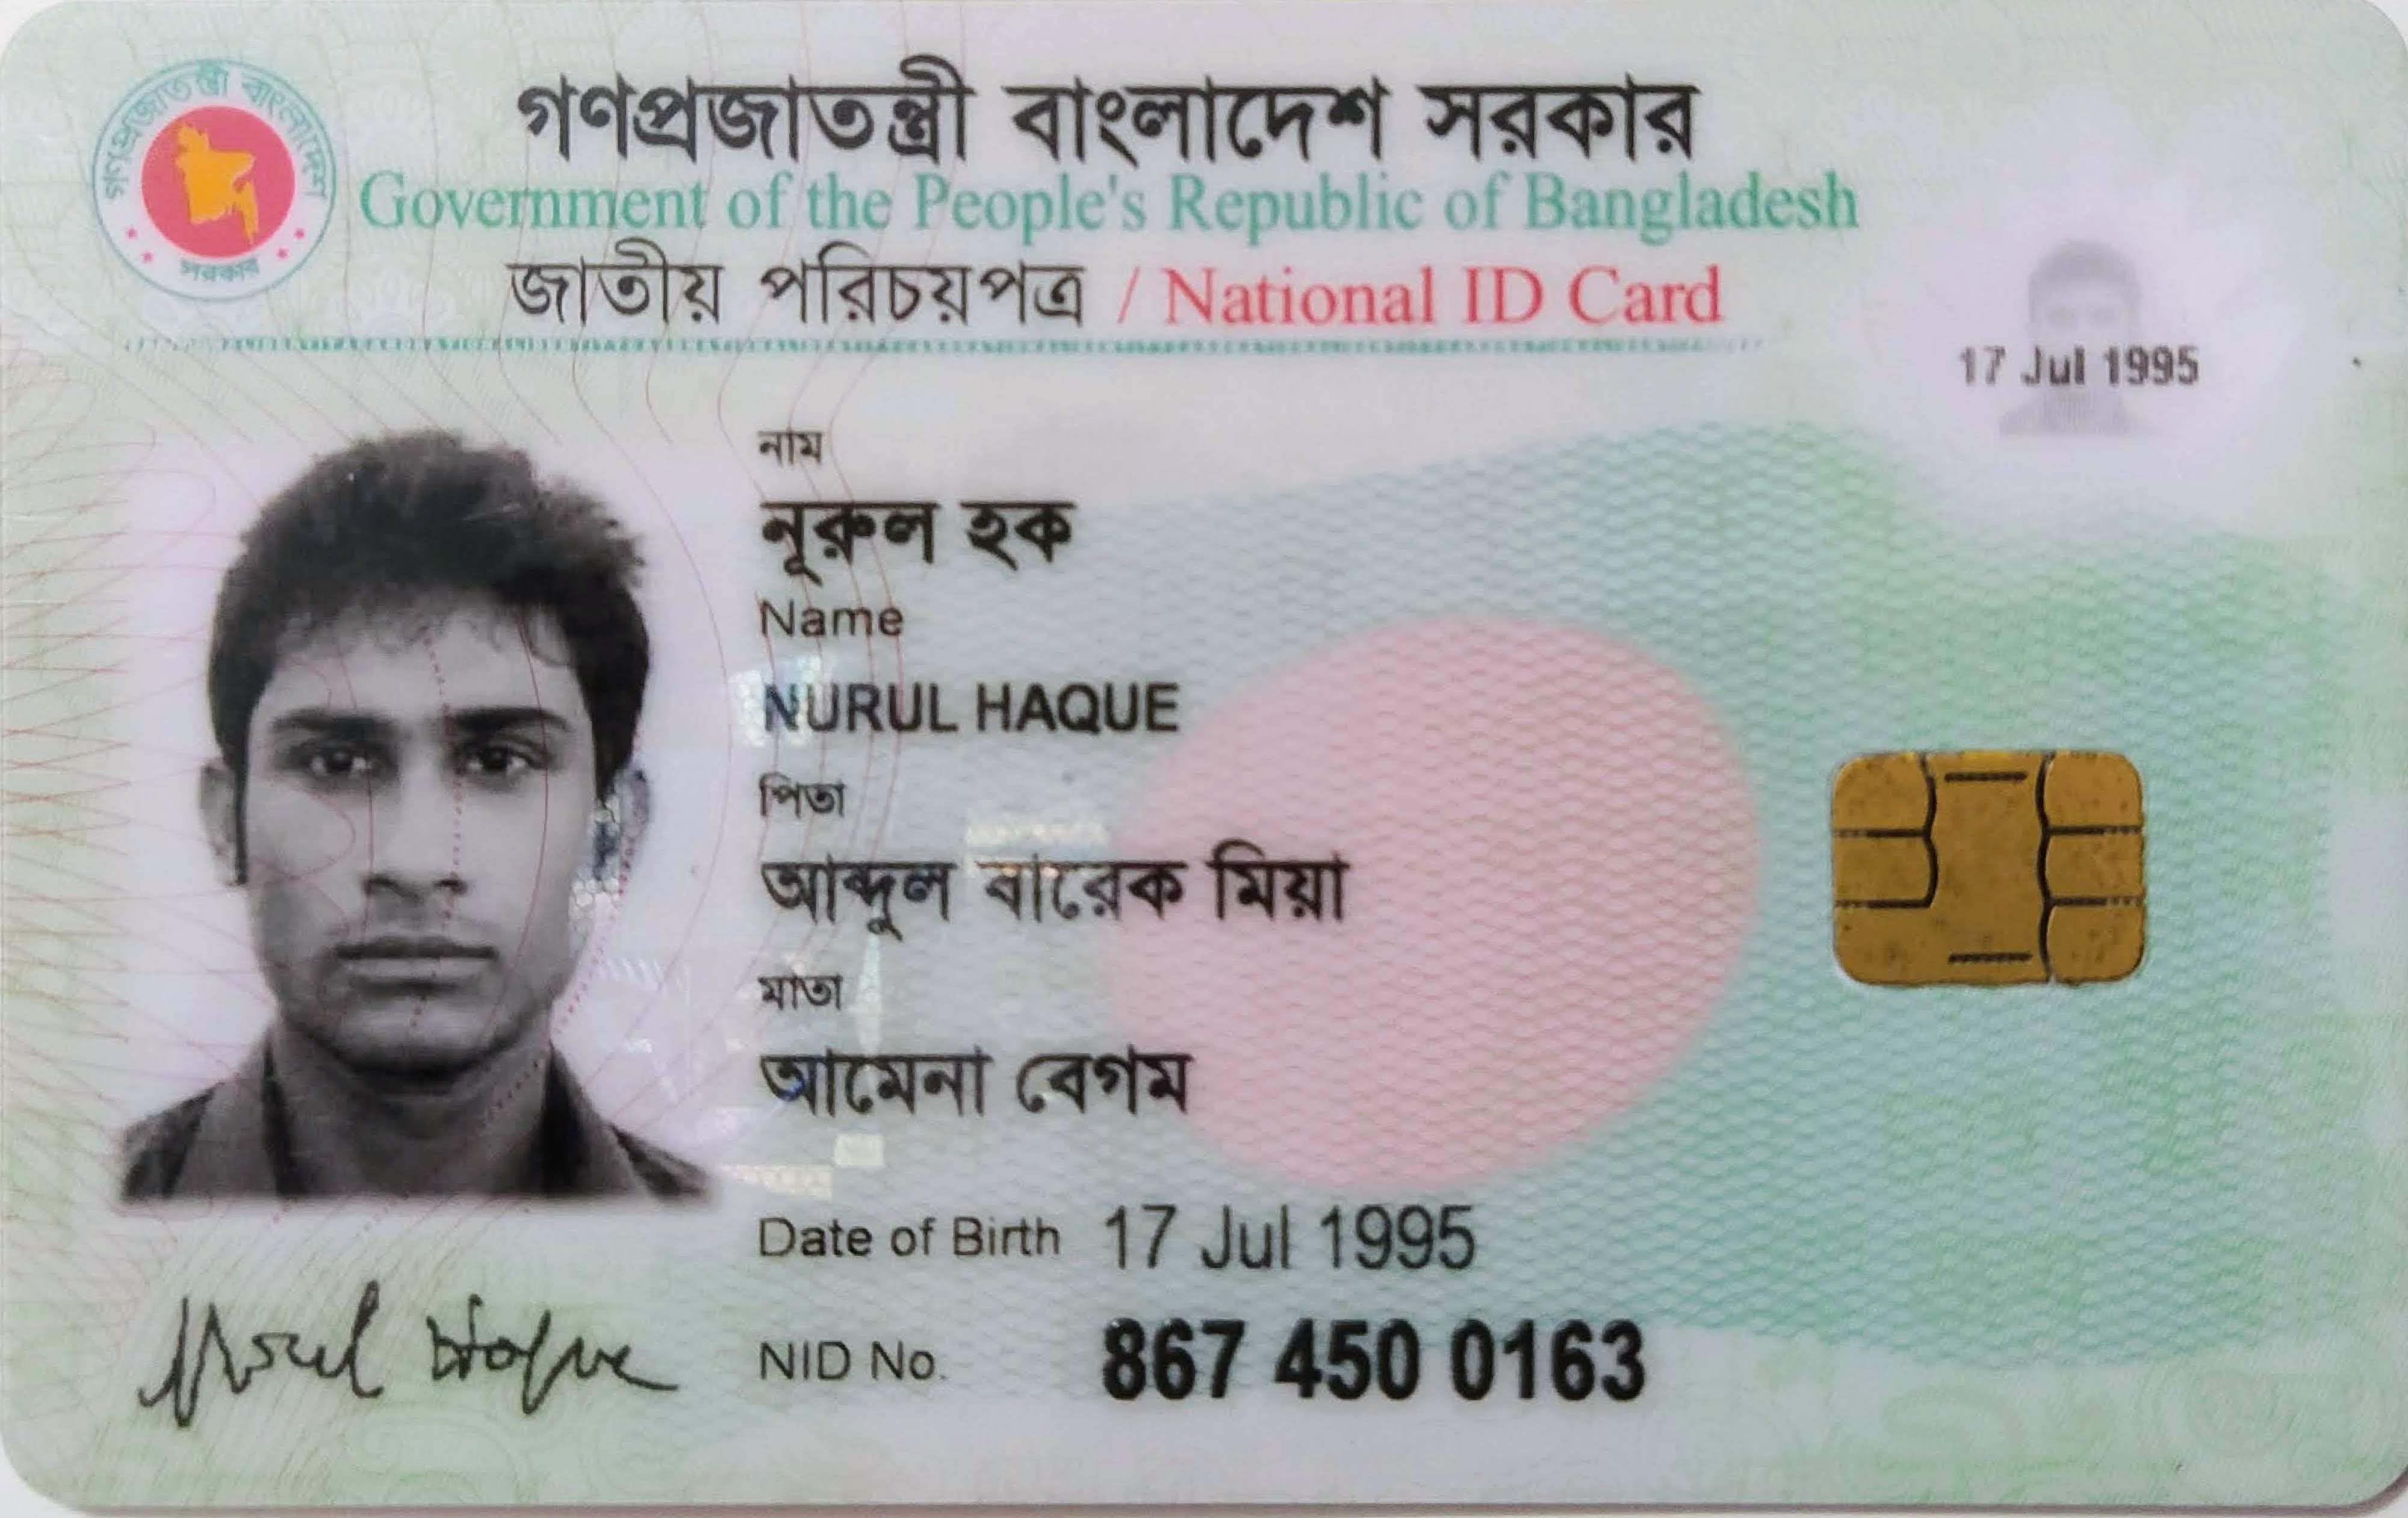 গণপ্রজাতন্ত্রী বাংলাদেশ সরকার
গণপ্রজাতন্ত্রী বাংলাদেশ
সরকার
Government of the People's Republic of Bangladesh
জাতীয় পরিচয়পত্র / National ID Card
17 Jul 1995
নাম
নূরুল হক
Name
NURUL HAQUE
পিতা
আব্দুল বারেক মিয়া
মাতা
আমেনা বেগম
Date of Birth 17 Jul 1995
NID No. 867 450 0163